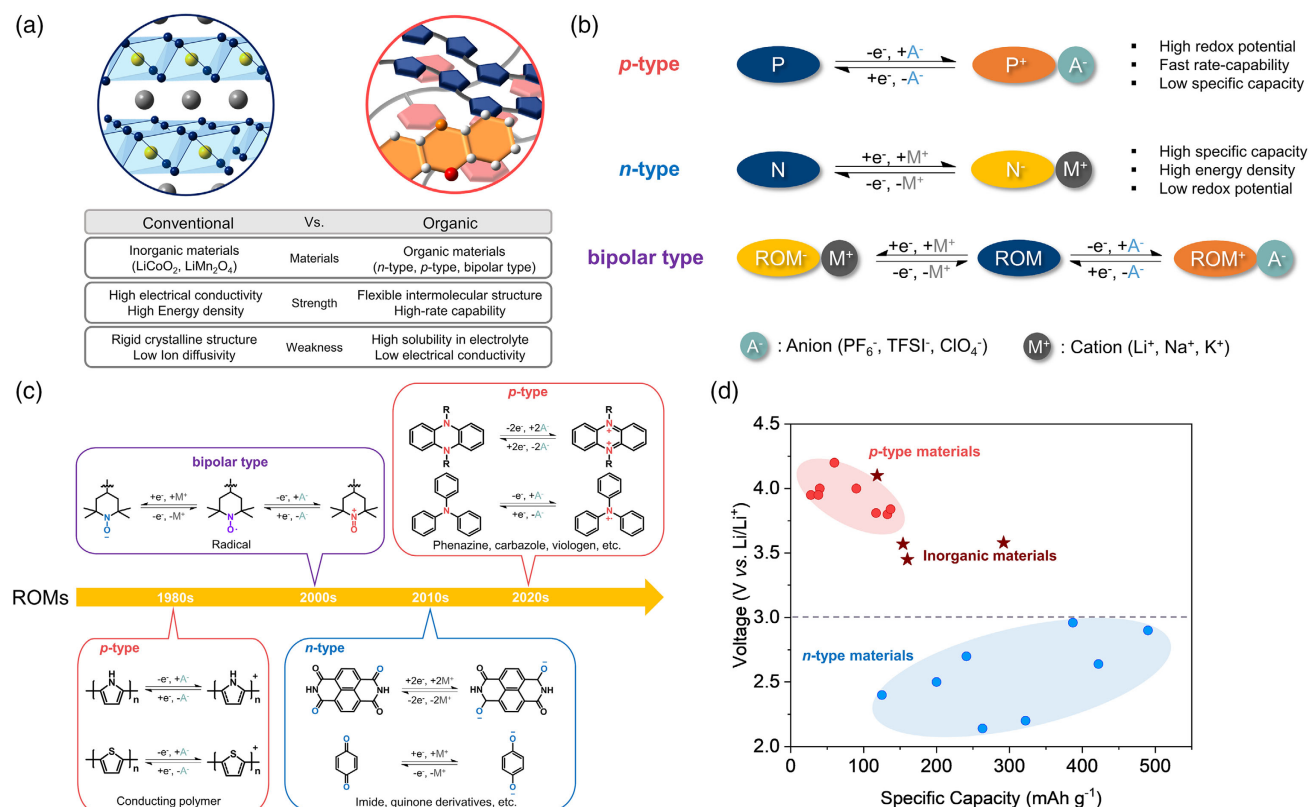 (a)
Conventional Vs. Organic
Inorganic materials
(LiCoO₂, LiMn₂O₄)
Materials
Organic materials
(n-type, p-type, bipolar type)
High electrical conductivity
High Energy density
Strength
Flexible intermolecular structure
High-rate capability
Rigid crystalline structure
Low Ion diffusivity
Weakness
High solubility in electrolyte
Low electrical conductivity
(b)
p-type
P
-e⁻, +A⁻
+e⁻, -A⁻
P⁺
A⁻
▪ High redox potential
▪ Fast rate-capability
▪ Low specific capacity
n-type
N
+e⁻, +M⁺
-e⁻, -M⁺
N⁻
M⁺
▪ High specific capacity
▪ High energy density
▪ Low redox potential
bipolar type
ROM⁻
M⁺
+e⁻, +M⁺
-e⁻, -M⁺
ROM
-e⁻, +A⁻
+e⁻, -A⁻
ROM⁺
A⁻
A⁻ : Anion (PF₆⁻, TFSI⁻, ClO₄⁻)
M⁺ : Cation (Li⁺, Na⁺, K⁺)
(c)
bipolar type
N
O
−
+e⁻, +M⁺
-e⁻, -M⁺
N
O·
-e⁻, +A⁻
+e⁻, -A⁻
N
+
O
Radical
p-type
R
N
N
R
-2e⁻, +2A⁻
+2e⁻, -2A⁻
R
N
+
+
N
R
N
-e⁻, +A⁻
+e⁻, -A⁻
N
+·
Phenazine, carbazole, viologen, etc.
ROMs
1980s 2000s 2010s 2020s
p-type
H
N
n
-e⁻, +A⁻
+e⁻, -A⁻
H
N
+
n
S
n
-e⁻, +A⁻
+e⁻, -A⁻
S
+
n
Conducting polymer
n-type
O O
HN NH
O O
+2e⁻, +2M⁺
-2e⁻, -2M⁺
O O⁻
HN NH
O⁻ O
O
O
+e⁻, +M⁺
-e⁻, -M⁺
O⁻
O⁻
Imide, quinone derivatives, etc.
(d)
Voltage (V vs. Li/Li⁺)
4.5
4.0
3.5
3.0
2.5
2.0
p-type materials
Inorganic materials
n-type materials
0 100 200 300 400 500
Specific Capacity (mAh g⁻¹)